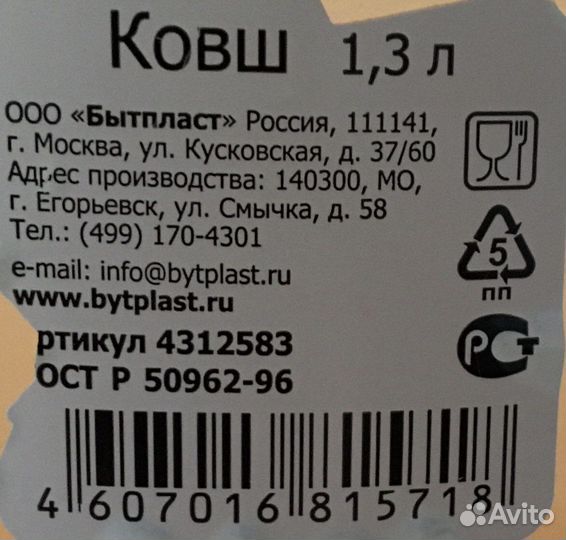 Ковш 1,3 л
ООО «Бытпласт» Россия, 111141,
г. Москва, ул. Кусковская, д. 37/60
Адрес производства: 140300, МО,
г. Егорьевск, ул. Смычка, д. 58
Тел.: (499) 170-4301
e-mail: info@bytplast.ru
www.bytplast.ru
5
ПП
РСТ
ртикул 4312583
ОСТ Р 50962-96
4 607016 815718
Avito